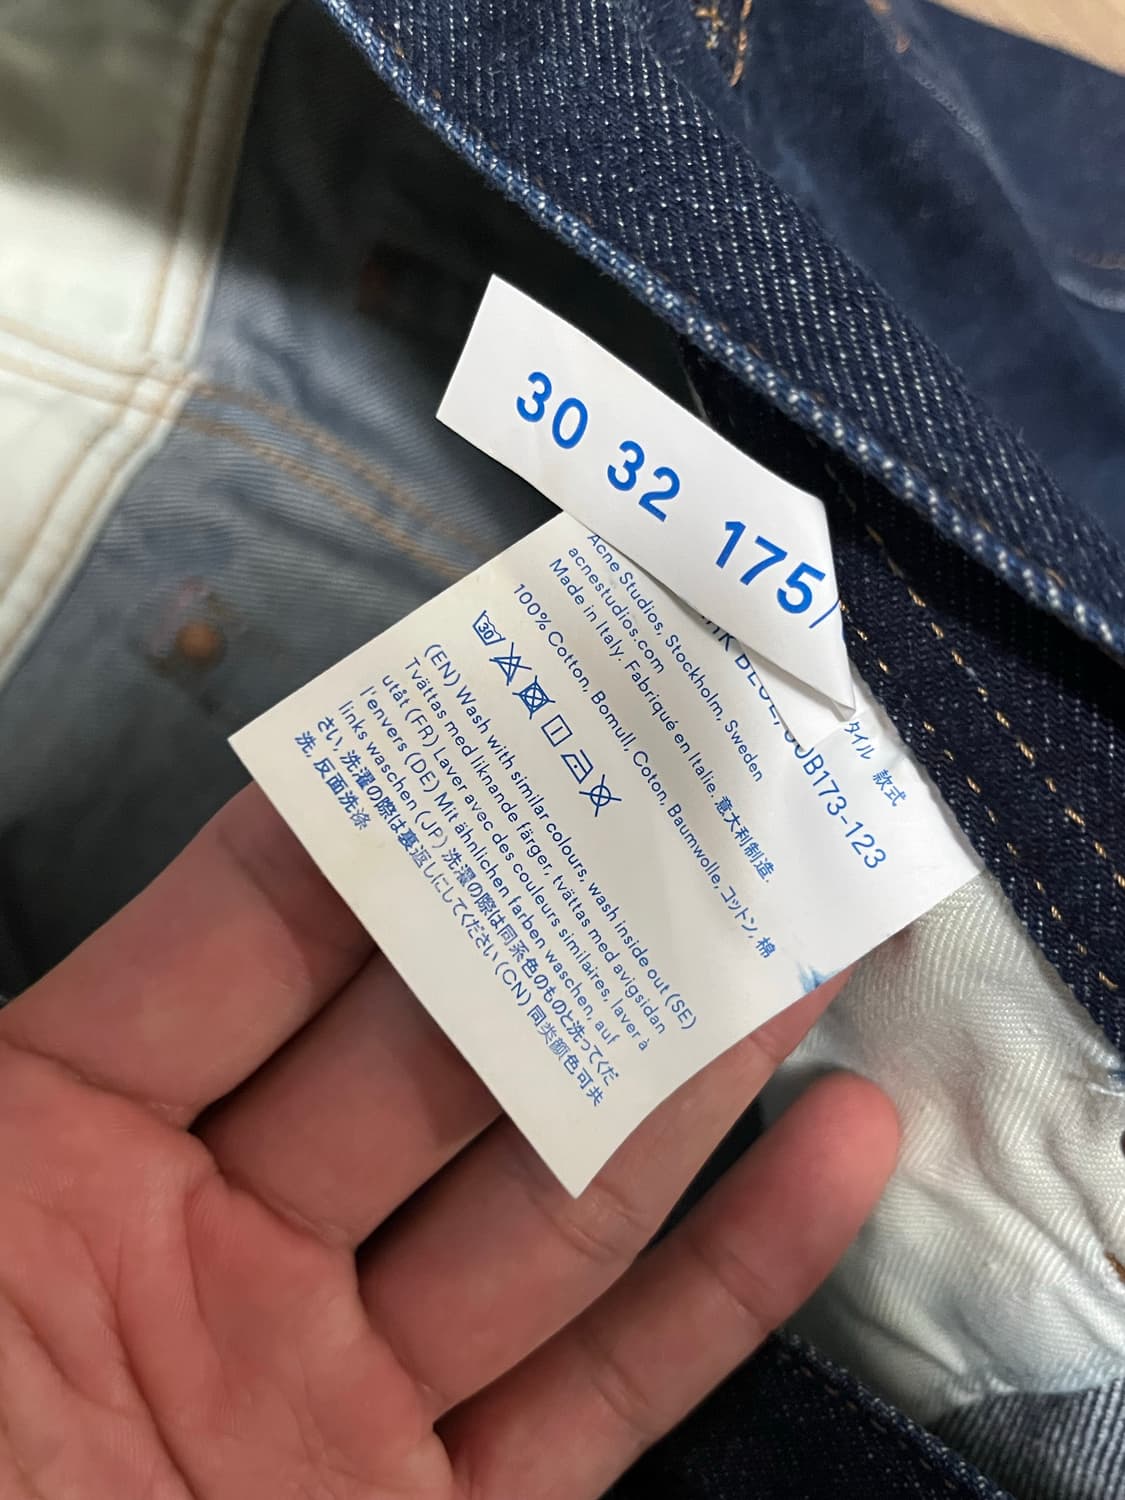 30 32 175/
タイル 款式
B173-123
Acne Studios, Stockholm, Sweden
acnestudios.com
Made in Italy. Fabriqué en Italie. 意大利制造.
100% Cotton, Bomull, Coton, Baumwolle, コットン, 棉
30
(EN) Wash with similar colours, wash inside out (SE)
Tvättas med liknande färger, tvättas med avigsidan
utåt (FR) Laver avec des couleurs similaires, laver à
l'envers (DE) Mit ähnlichen farben waschen, auf
links waschen (JP) 洗濯の際は同系色のものと洗ってくだ
さい, 洗濯の際は裏返しにしてください (CN) 同类颜色可共
洗, 反面洗涤